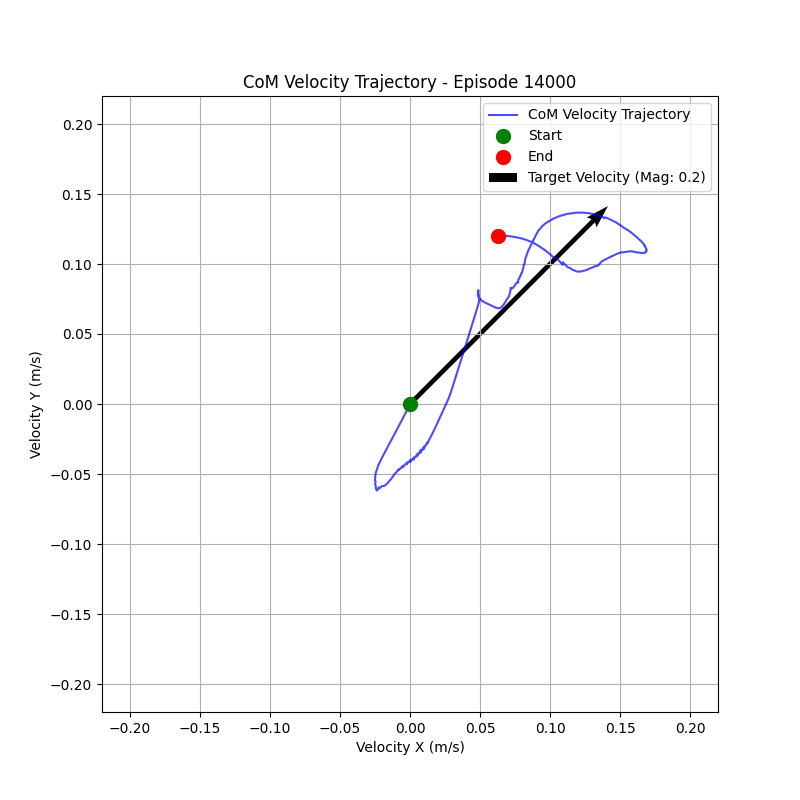 CoM Velocity Trajectory - Episode 14000
CoM Velocity Trajectory
Start
End
Target Velocity (Mag: 0.2)
0.20
0.15
0.10
0.05
0.00
−0.05
−0.10
−0.15
−0.20
Velocity Y (m/s)
−0.20 −0.15 −0.10 −0.05 0.00 0.05 0.10 0.15 0.20
Velocity X (m/s)